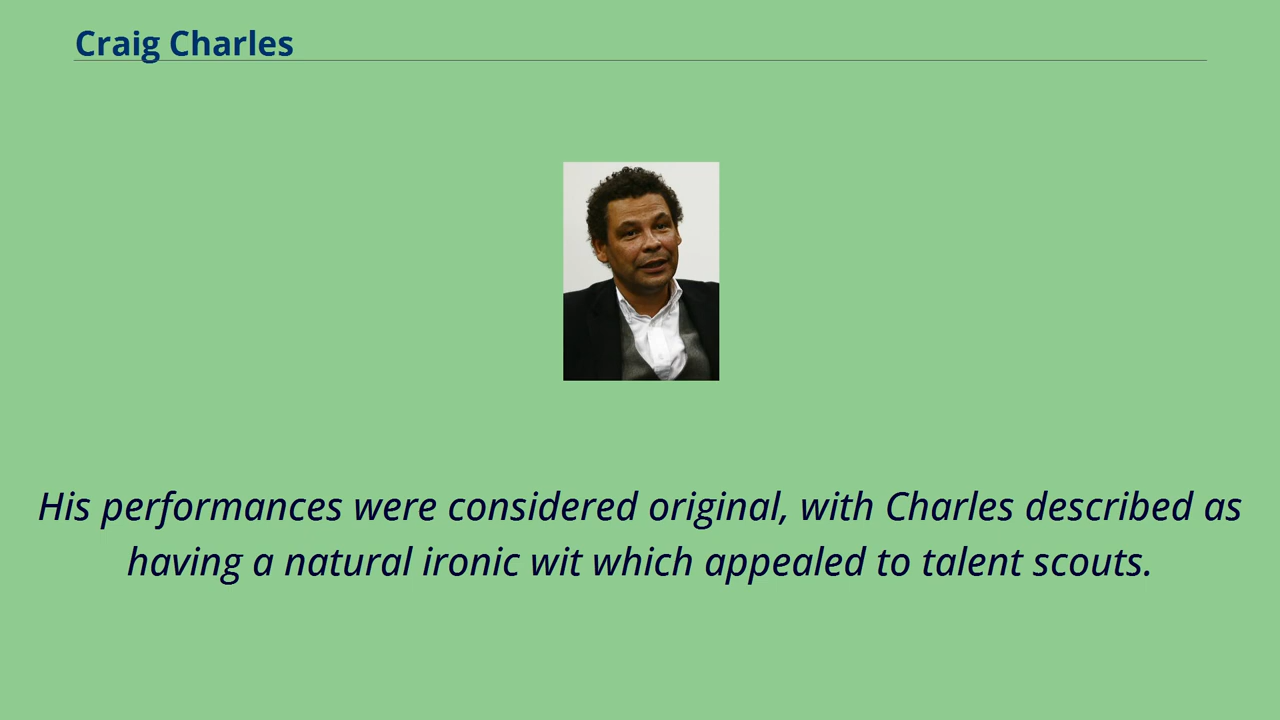 Craig Charles
His performances were considered original, with Charles described as
having a natural ironic wit which appealed to talent scouts.